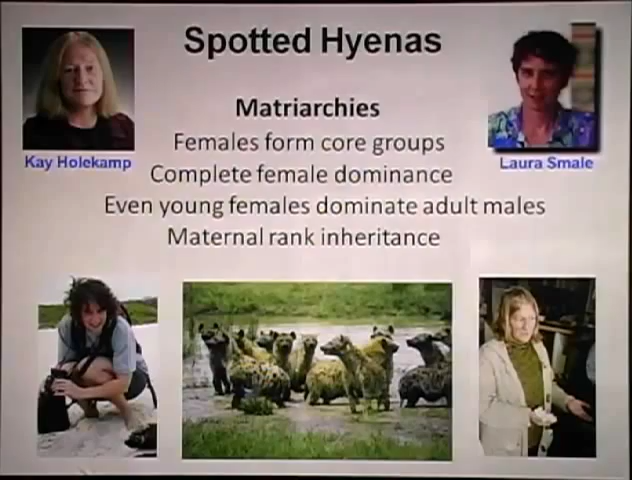 Spotted Hyenas
Matriarchies
Females form core groups
Kay Holekamp
Laura Smale
Complete female dominance
Even young females dominate adult males
Maternal rank inheritance